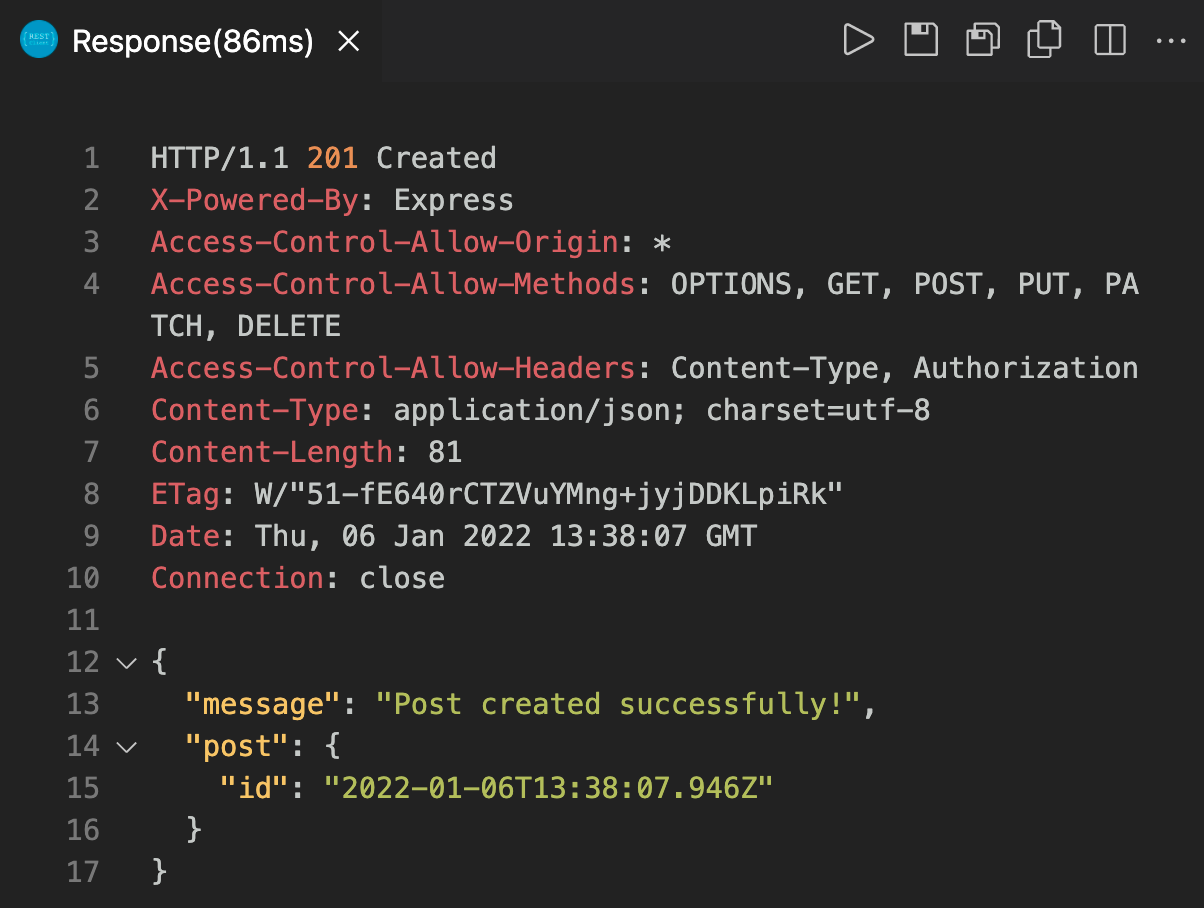 REST
Response(86ms)
1 HTTP/1.1 201 Created
2 X-Powered-By: Express
3 Access-Control-Allow-Origin: *
4 Access-Control-Allow-Methods: OPTIONS, GET, POST, PUT, PA
TCH, DELETE
5 Access-Control-Allow-Headers: Content-Type, Authorization
6 Content-Type: application/json; charset=utf-8
7 Content-Length: 81
8 ETag: W/"51-fE640rCTZVuYMng+jyjDDKLpiRk"
9 Date: Thu, 06 Jan 2022 13:38:07 GMT
10 Connection: close
11
12 {
13 "message": "Post created successfully!",
14 "post": {
15 "id": "2022-01-06T13:38:07.946Z"
16 }
17 }